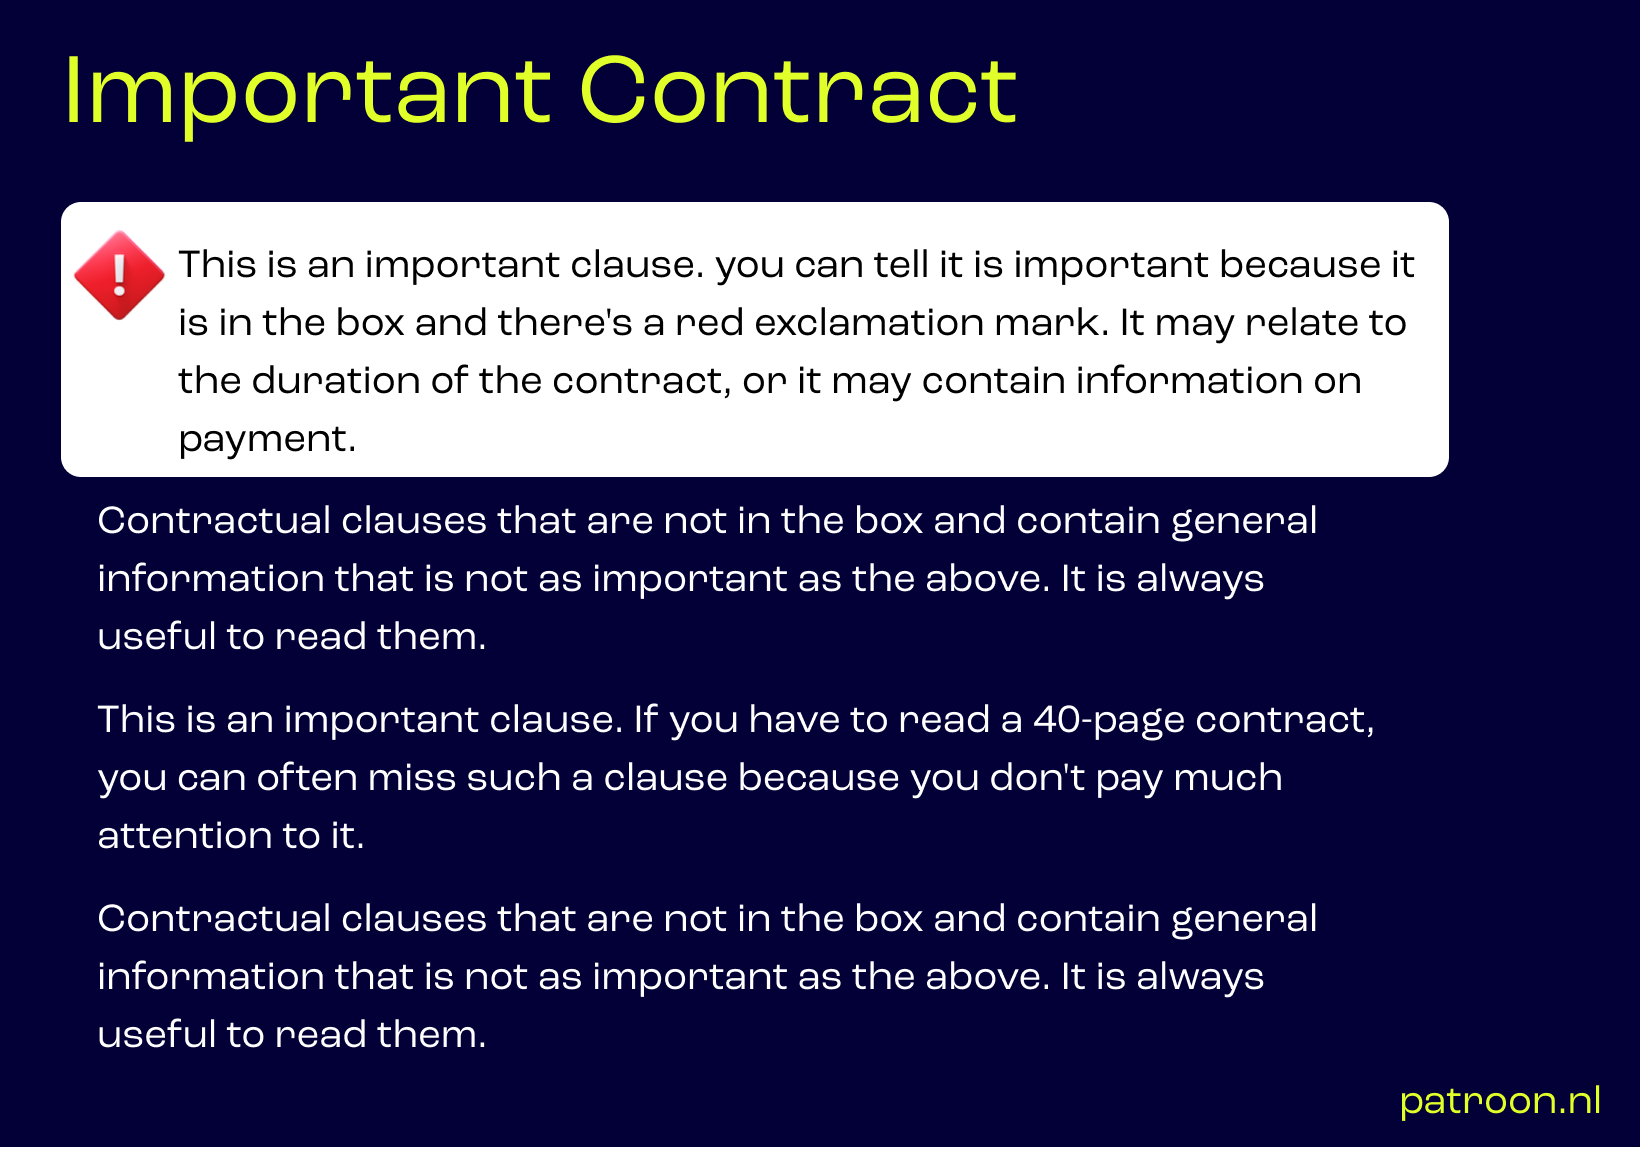 Important Contract
This is an important clause. you can tell it is important because it
is in the box and there's a red exclamation mark. It may relate to
the duration of the contract, or it may contain information on
payment.
Contractual clauses that are not in the box and contain general
information that is not as important as the above. It is always
useful to read them.
This is an important clause. If you have to read a 40-page contract,
you can often miss such a clause because you don't pay much
attention to it.
Contractual clauses that are not in the box and contain general
information that is not as important as the above. It is always
useful to read them.
patroon.nl